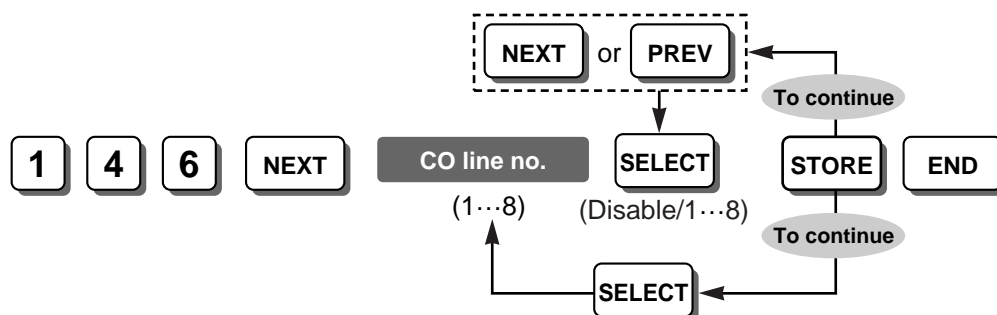 NEXT or PREV
To continue
1 4 6 NEXT CO line no. SELECT STORE END
(1···8) (Disable/1···8)
To continue
SELECT